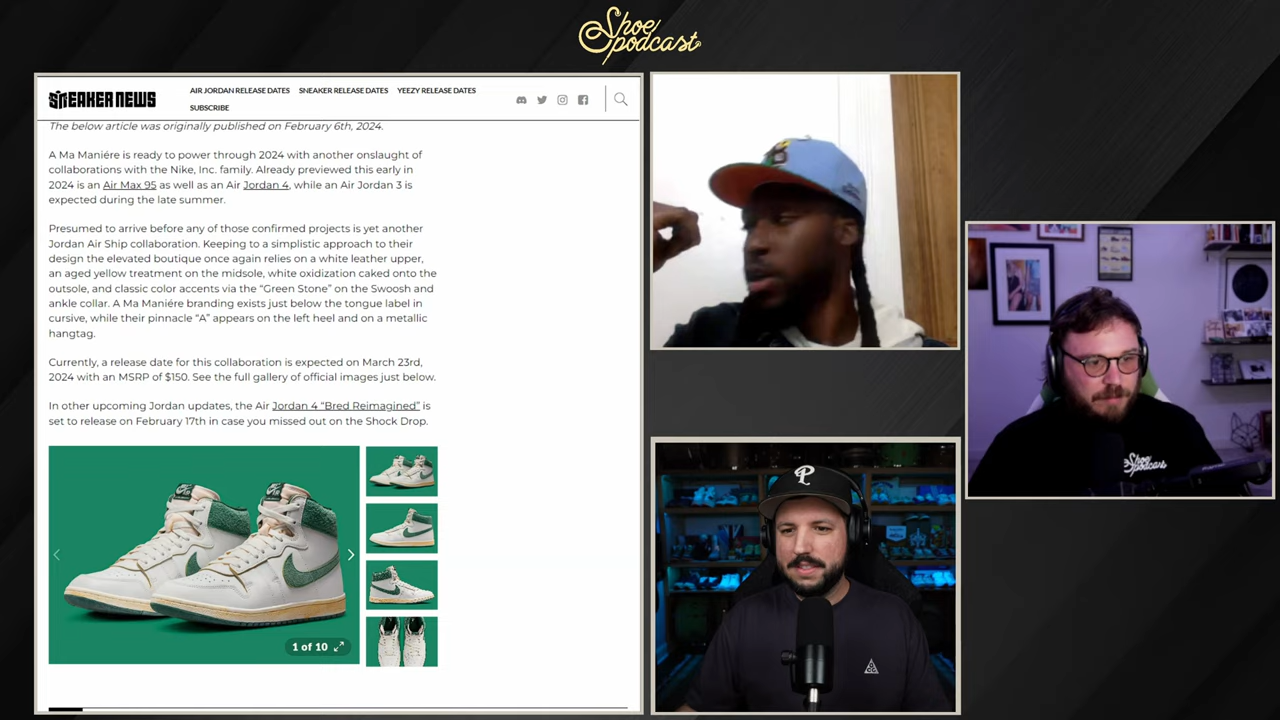 Shoe
podcast
SNEAKER NEWS
AIR JORDAN RELEASE DATES SNEAKER RELEASE DATES YEEZY RELEASE DATES
SUBSCRIBE
The below article was originally published on February 6th, 2024.
A Ma Maniére is ready to power through 2024 with another onslaught of
collaborations with the Nike, Inc. family. Already previewed this early in
2024 is an Air Max 95 as well as an Air Jordan 4, while an Air Jordan 3 is
expected during the late summer.
Presumed to arrive before any of those confirmed projects is yet another
Jordan Air Ship collaboration. Keeping to a simplistic approach to their
design the elevated boutique once again relies on a white leather upper,
an aged yellow treatment on the midsole, white oxidization caked onto the
outsole, and classic color accents via the “Green Stone” on the Swoosh and
ankle collar. A Ma Maniére branding exists just below the tongue label in
cursive, while their pinnacle “A” appears on the left heel and on a metallic
hangtag.
Currently, a release date for this collaboration is expected on March 23rd,
2024 with an MSRP of $150. See the full gallery of official images just below.
In other upcoming Jordan updates, the Air Jordan 4 “Bred Reimagined” is
set to release on February 17th in case you missed out on the Shock Drop.
1 of 10
P
Shoe
podcast